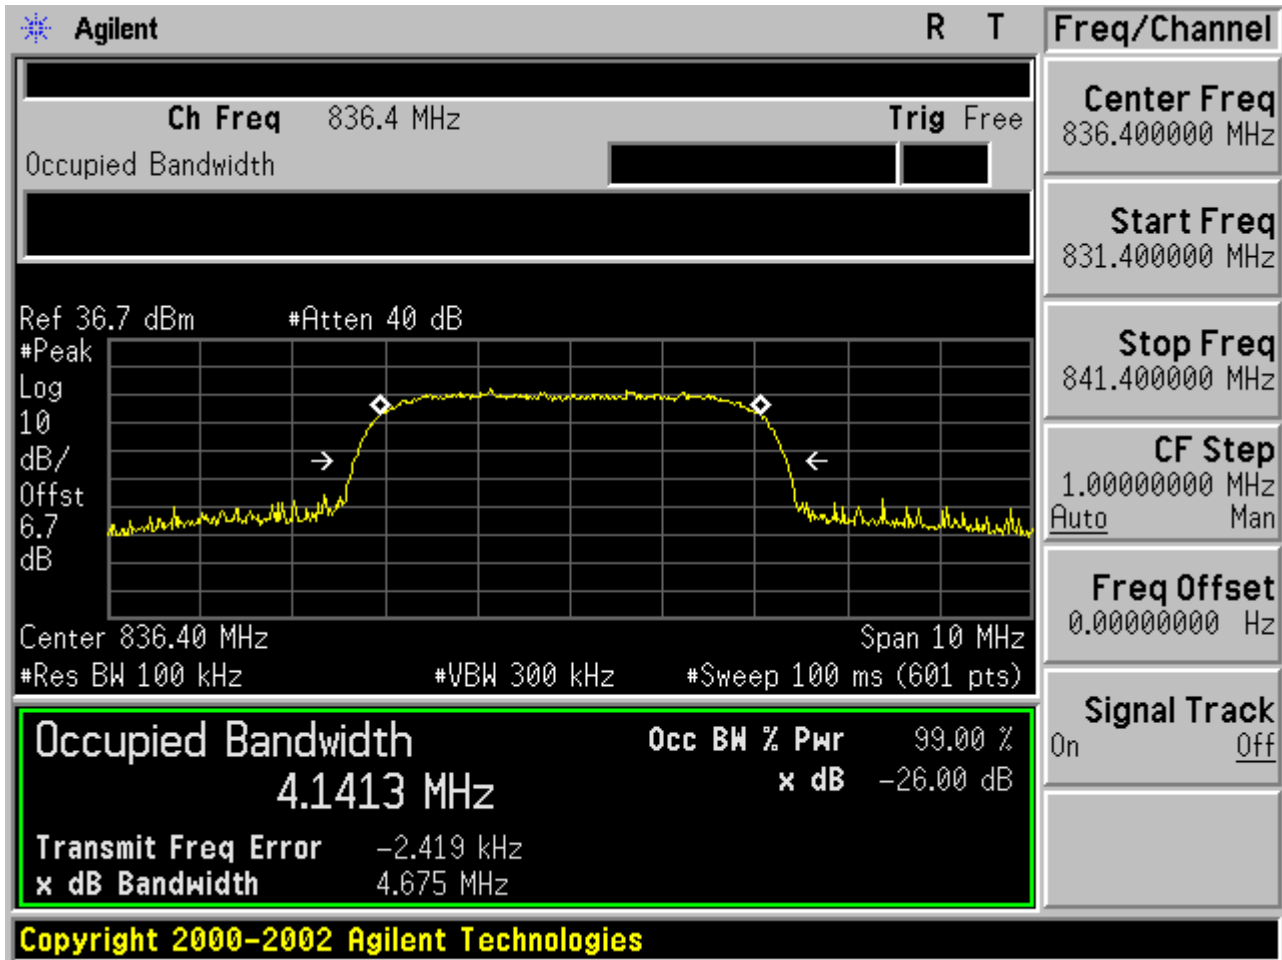 Agilent R T
Ch Freq 836.4 MHz Trig Free
Occupied Bandwidth
Ref 36.7 dBm #Atten 40 dB
#Peak
Log
10
dB/
Offst
6.7
dB
Center 836.40 MHz Span 10 MHz
#Res BW 100 kHz #VBW 300 kHz #Sweep 100 ms (601 pts)
Occupied Bandwidth
4.1413 MHz
Occ BW % Pwr 99.00 %
x dB -26.00 dB
Transmit Freq Error -2.419 kHz
x dB Bandwidth 4.675 MHz
Copyright 2000-2002 Agilent Technologies
Freq/Channel
Center Freq
836.400000 MHz
Start Freq
831.400000 MHz
Stop Freq
841.400000 MHz
CF Step
1.00000000 MHz
Auto Man
Freq Offset
0.00000000 Hz
Signal Track
On Off